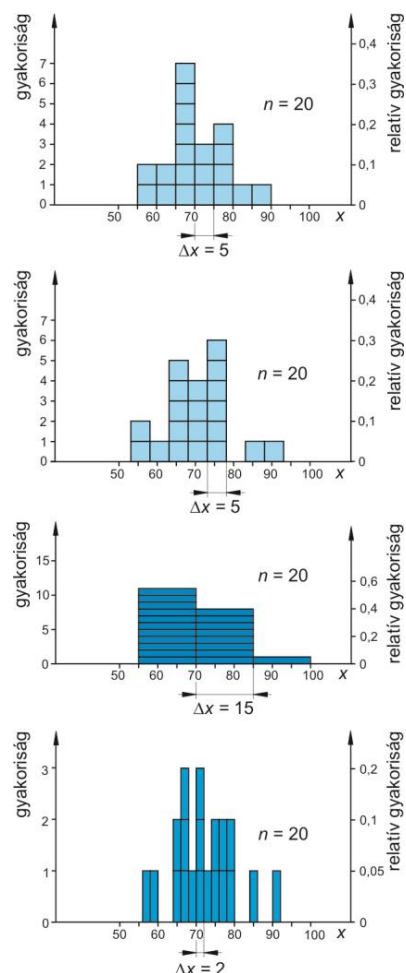 gyakoriság
relatív gyakoriság
7
6
5
4
3
2
1
0
0,4
0,3
0,2
0,1
0
n = 20
50 60 70 80 90 100 x
Δx = 5
gyakoriság
relatív gyakoriság
7
6
5
4
3
2
1
0
0,4
0,3
0,2
0,1
0
n = 20
50 60 70 80 90 100 x
Δx = 5
gyakoriság
relatív gyakoriság
15
10
5
0
0,6
0,4
0,2
0
n = 20
50 60 70 80 90 100 x
Δx = 15
gyakoriság
relatív gyakoriság
3
2
1
0
0,2
0,1
0,05
0
n = 20
50 60 70 80 90 100 x
Δx = 2